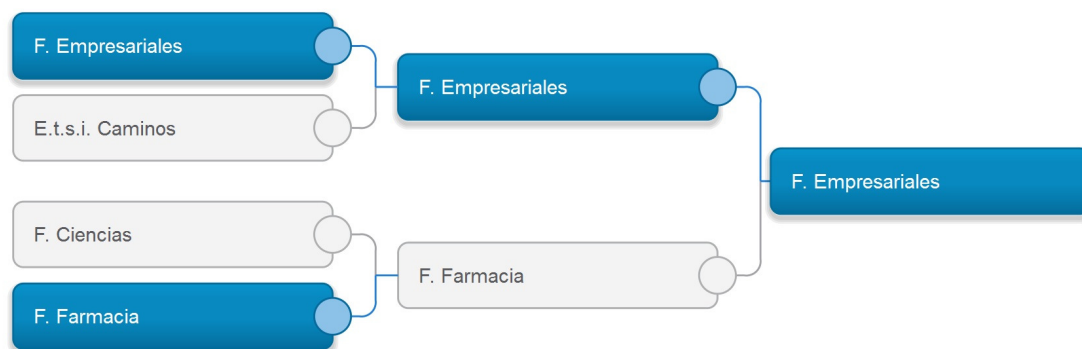 F. Empresariales
E.t.s.i. Caminos
F. Ciencias
F. Farmacia
F. Empresariales
F. Farmacia
F. Empresariales